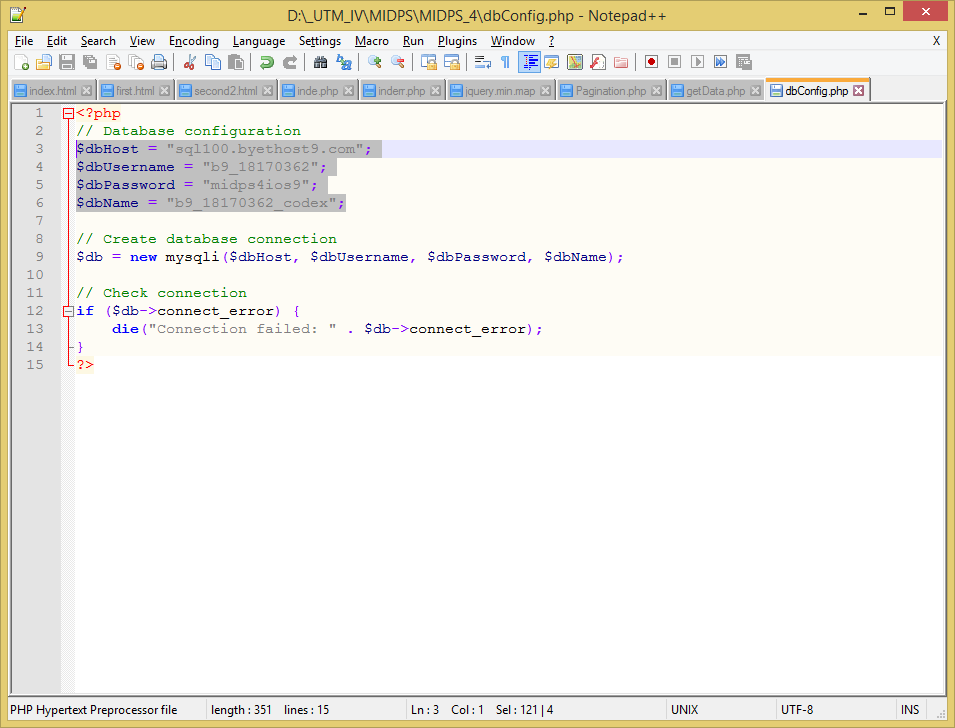 D:\_UTM_IV\MIDPS\MIDPS_4\dbConfig.php - Notepad++
File Edit Search View Encoding Language Settings Macro Run Plugins Window ? X
index.html first.html second2.html inde.php inderr.php jquery.min.map Pagination.php getData.php dbConfig.php
1 <?php
2 // Database configuration
3 $dbHost = "sql100.byethost9.com";
4 $dbUsername = "b9_18170362";
5 $dbPassword = "midps4ios9";
6 $dbName = "b9_18170362_codex";
7
8 // Create database connection
9 $db = new mysqli($dbHost, $dbUsername, $dbPassword, $dbName);
10
11 // Check connection
12 if ($db->connect_error) {
13 die("Connection failed: " . $db->connect_error);
14 }
15 ?>
PHP Hypertext Preprocessor file length : 351 lines : 15 Ln : 3 Col : 1 Sel : 121 | 4 UNIX UTF-8 INS